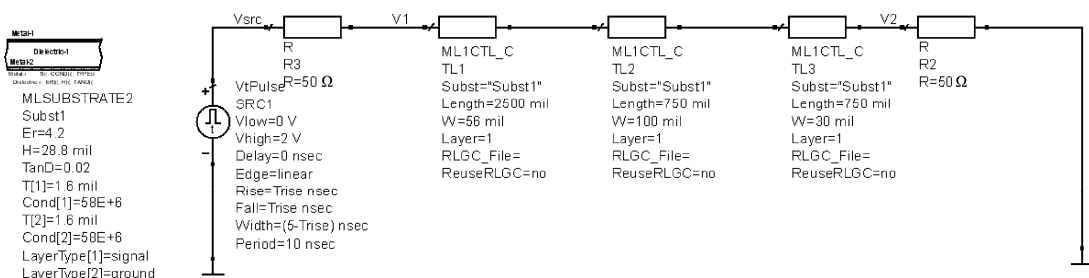 Vsrc
V1
V2
Metal-1
Dielectric-1
Metal-2
MLSUBSTRATE2
Subst1
Er=4.2
H=28.8 mil
TanD=0.02
T[1]=1.6 mil
Cond[1]=58E+6
T[2]=1.6 mil
Cond[2]=58E+6
LayerType[1]=signal
LayerType[2]=ground
+
t
−
VtPulse
SRC1
Vlow=0 V
Vhigh=2 V
Delay=0 nsec
Edge=linear
Rise=Trise nsec
Fall=Trise nsec
Width=(5-Trise) nsec
Period=10 nsec
R
R3
R=50 Ω
ML1CTL_C
TL1
Subst="Subst1"
Length=2500 mil
W=56 mil
Layer=1
RLGC_File=
ReuseRLGC=no
ML1CTL_C
TL2
Subst="Subst1"
Length=750 mil
W=100 mil
Layer=1
RLGC_File=
ReuseRLGC=no
ML1CTL_C
TL3
Subst="Subst1"
Length=750 mil
W=30 mil
Layer=1
RLGC_File=
ReuseRLGC=no
R
R2
R=50 Ω